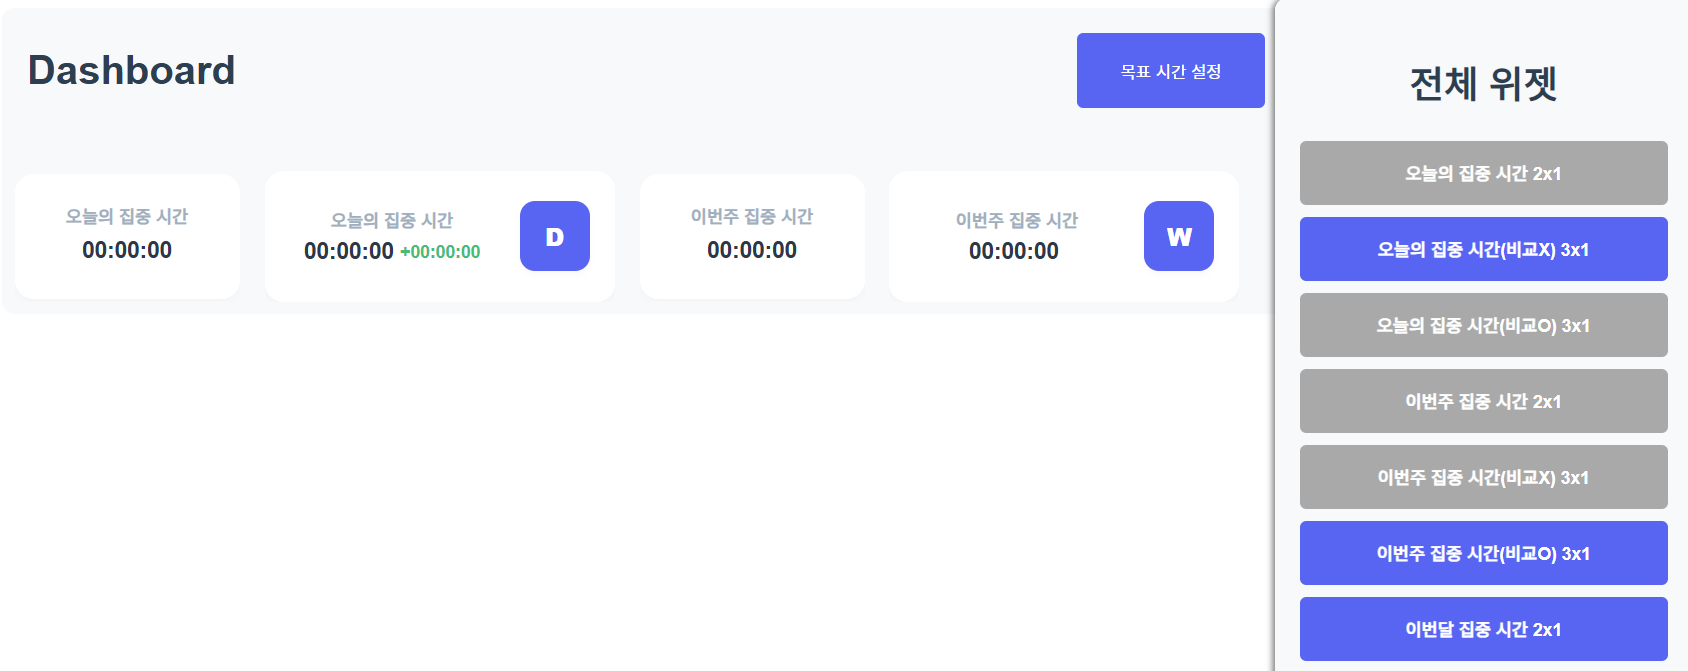 Dashboard
목표 시간 설정
오늘의 집중 시간
00:00:00
오늘의 집중 시간
00:00:00 +00:00:00
D
이번주 집중 시간
00:00:00
이번주 집중 시간
00:00:00
W
전체 위젯
오늘의 집중 시간 2x1
오늘의 집중 시간(비교X) 3x1
오늘의 집중 시간(비교O) 3x1
이번주 집중 시간 2x1
이번주 집중 시간(비교X) 3x1
이번주 집중 시간(비교O) 3x1
이번달 집중 시간 2x1